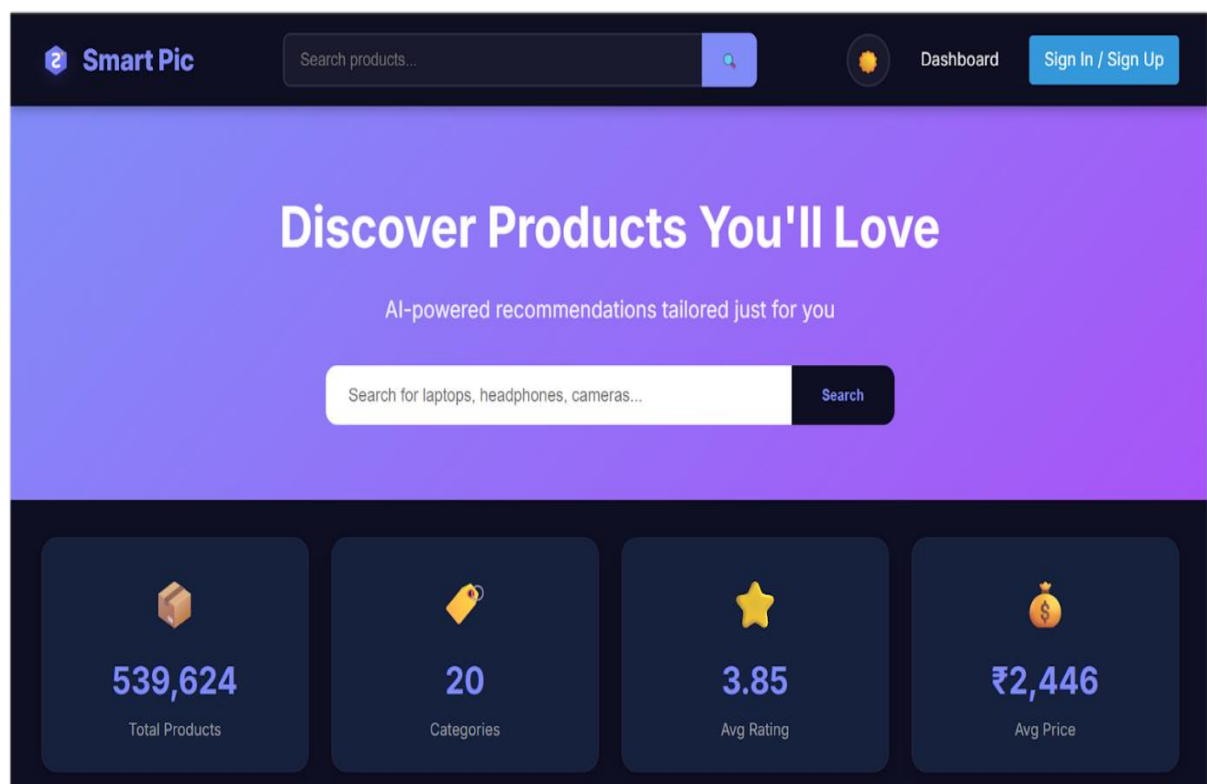 Smart Pic
Search products...
Dashboard
Sign In / Sign Up
Discover Products You'll Love
AI-powered recommendations tailored just for you
Search for laptops, headphones, cameras...
Search
539,624
20
3.85
₹2,446
Total Products
Categories
Avg Rating
Avg Price